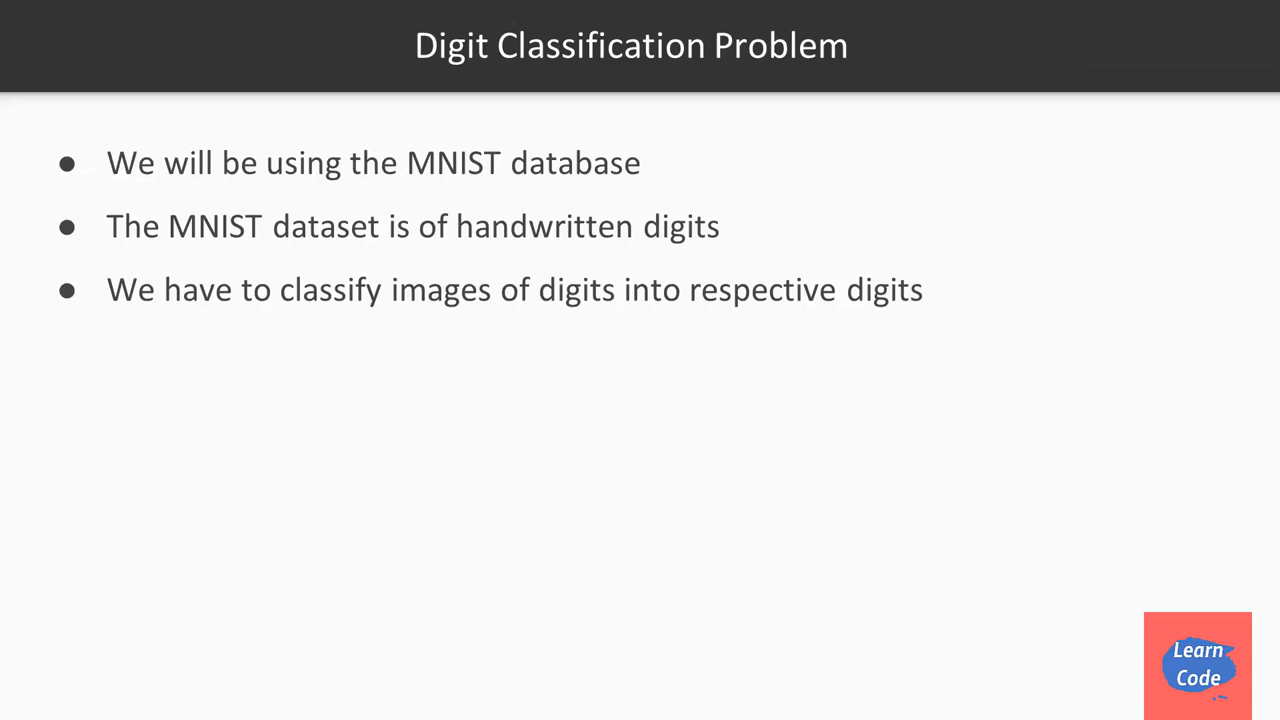 Digit Classification Problem
● We will be using the MNIST database
● The MNIST dataset is of handwritten digits
● We have to classify images of digits into respective digits
Learn
Code